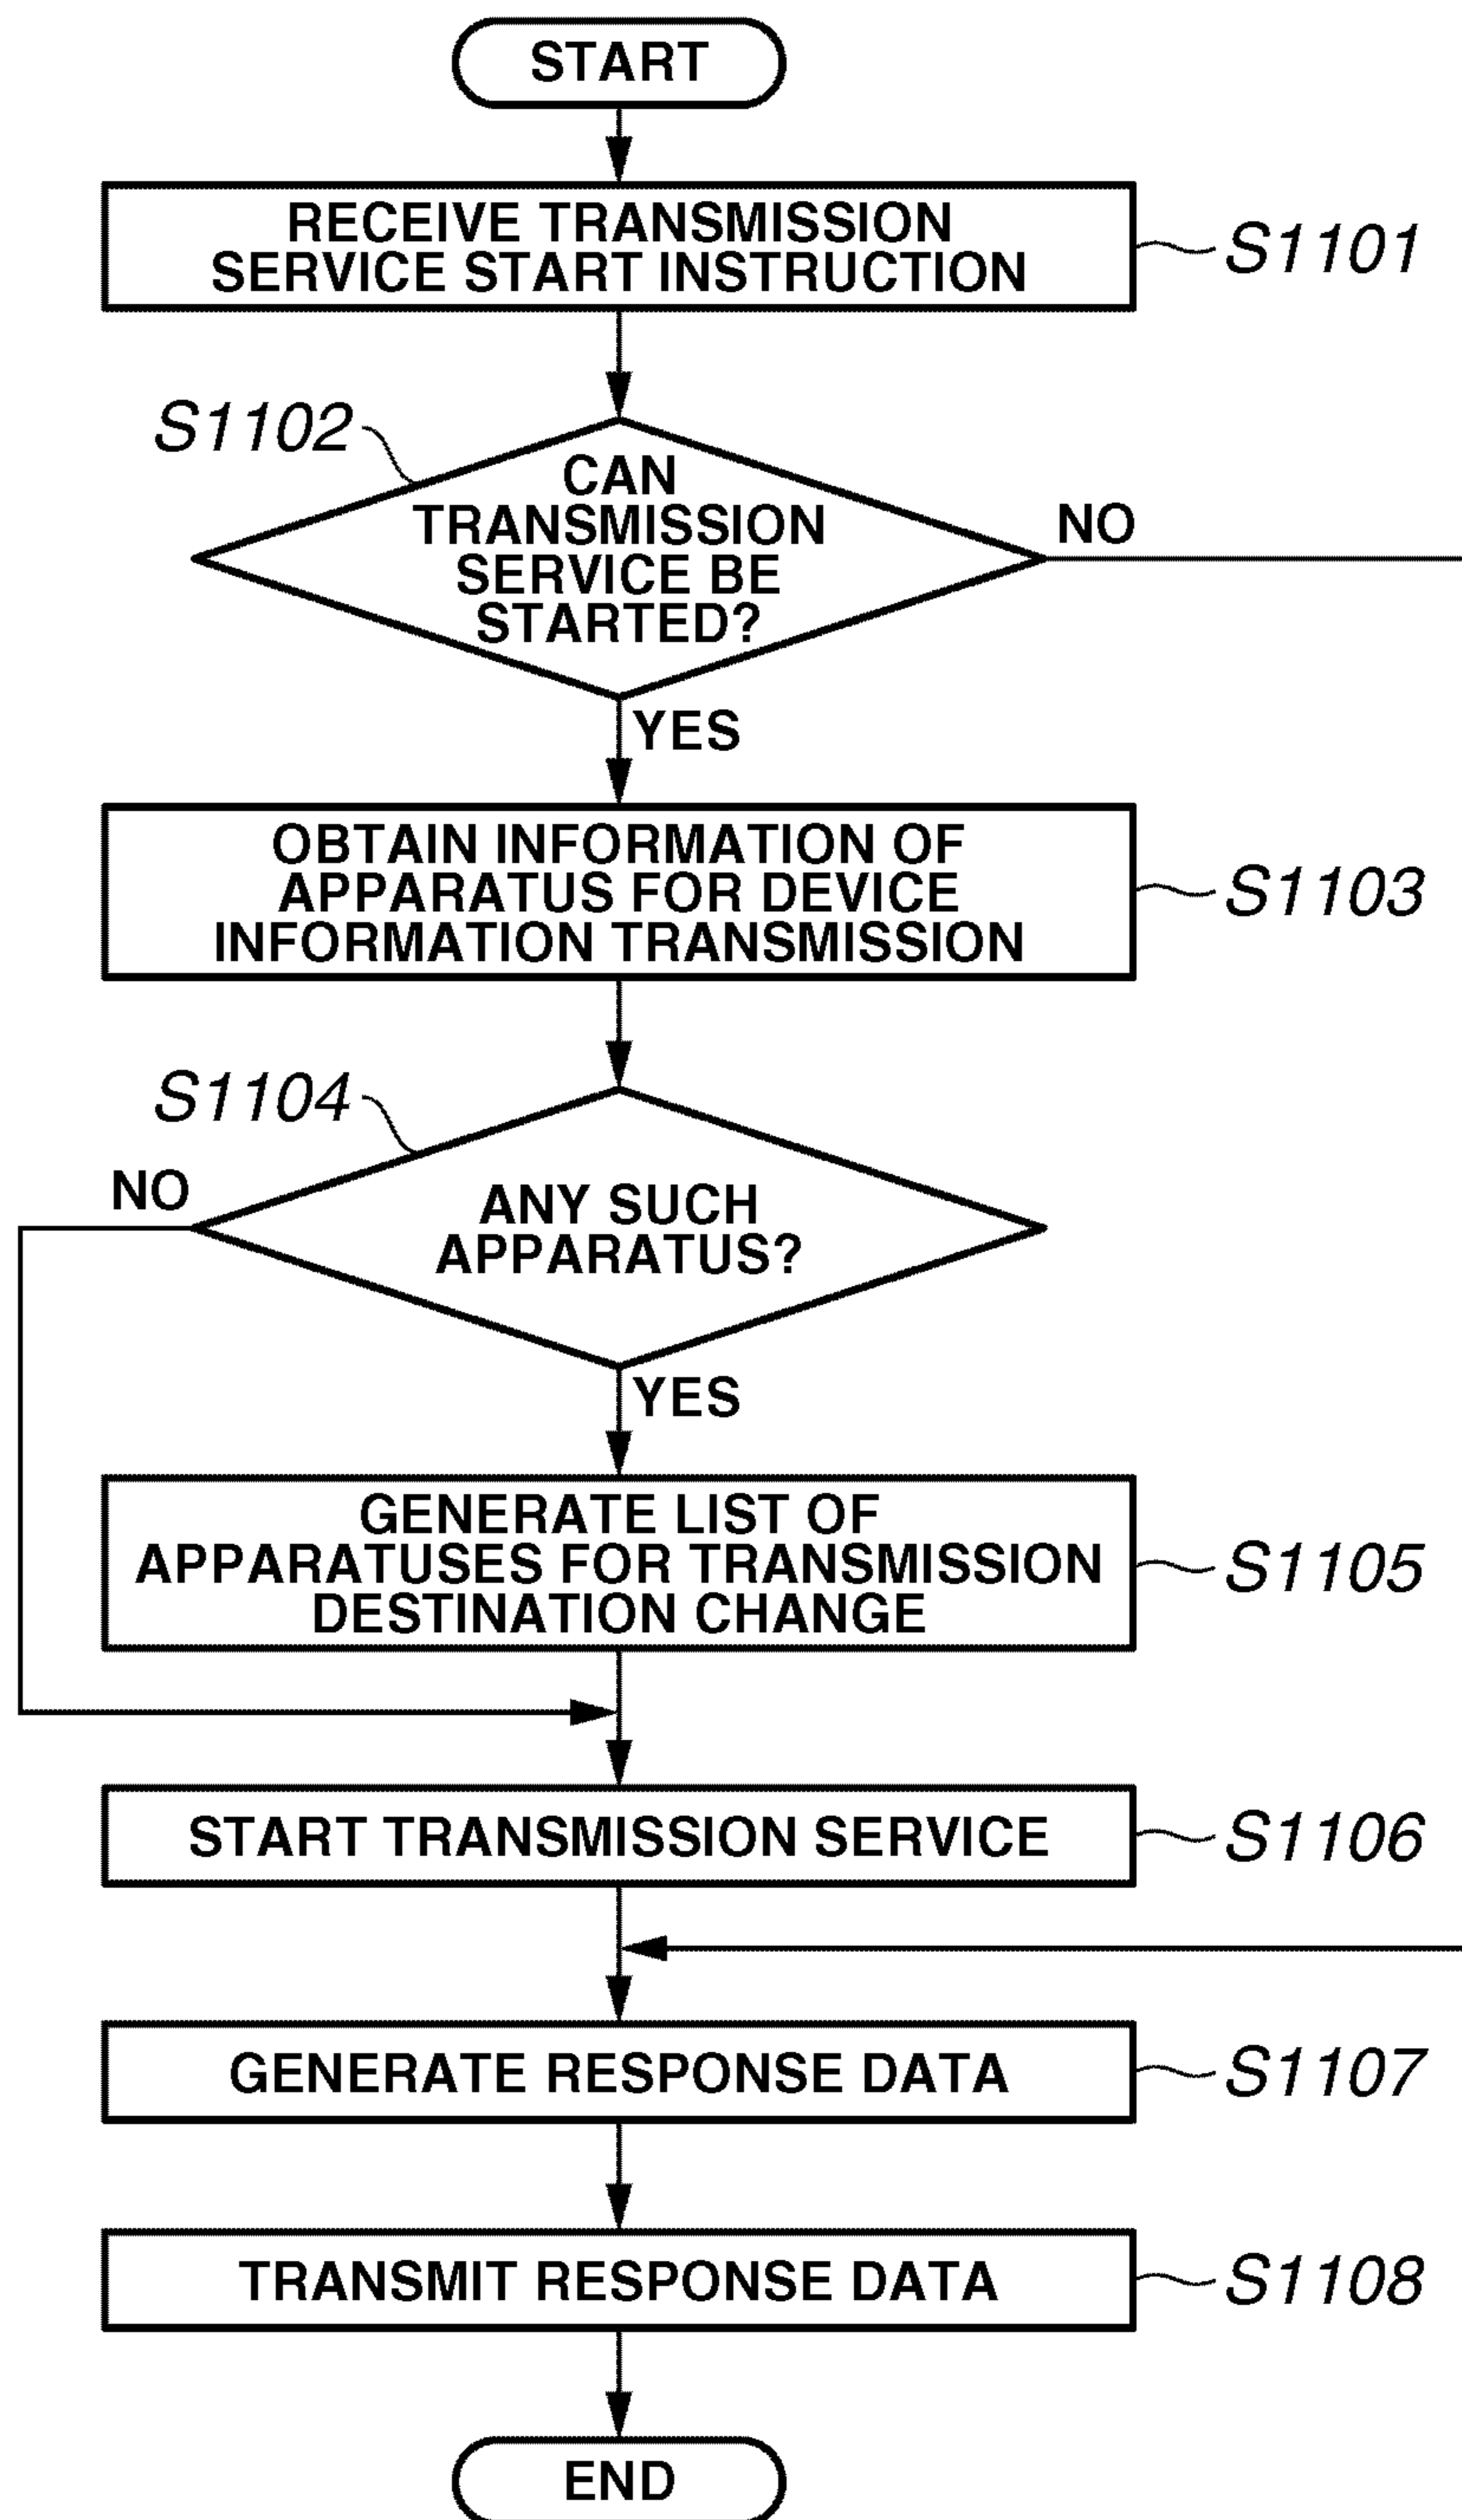 START
RECEIVE TRANSMISSION
SERVICE START INSTRUCTION
S1101
S1102
CAN
TRANSMISSION
SERVICE BE
STARTED?
NO
YES
OBTAIN INFORMATION OF
APPARATUS FOR DEVICE
INFORMATION TRANSMISSION
S1103
S1104
NO
ANY SUCH
APPARATUS?
YES
GENERATE LIST OF
APPARATUSES FOR TRANSMISSION
DESTINATION CHANGE
S1105
START TRANSMISSION SERVICE
S1106
GENERATE RESPONSE DATA
S1107
TRANSMIT RESPONSE DATA
S1108
END